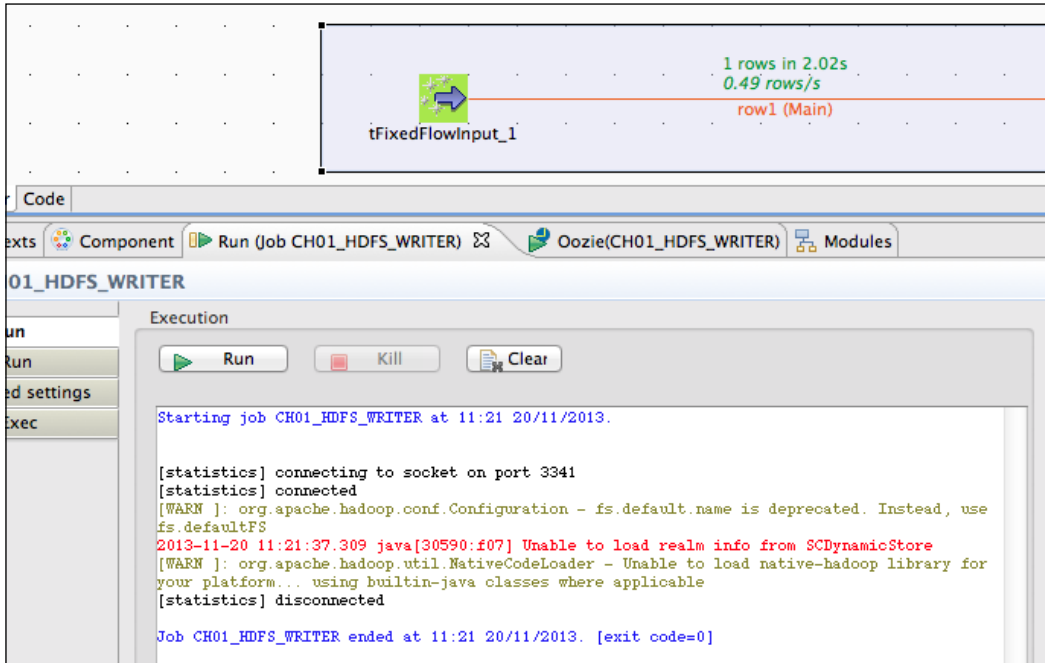 1 rows in 2.02s
0.49 rows/s
row1 (Main)
tFixedFlowInput_1
Code
Component
Run (Job CH01_HDFS_WRITER)
Oozie(CH01_HDFS_WRITER)
Modules
01_HDFS_WRITER
Execution
Run
Run Kill Clear
Starting job CH01_HDFS_WRITER at 11:21 20/11/2013.
[statistics] connecting to socket on port 3341
[statistics] connected
[WARN ]: org.apache.hadoop.conf.Configuration - fs.default.name is deprecated. Instead, use
fs.defaultFS
2013-11-20 11:21:37.309 java[30590:f07] Unable to load realm info from SCDynamicStore
[WARN ]: org.apache.hadoop.util.NativeCodeLoader - Unable to load native-hadoop library for
your platform... using builtin-java classes where applicable
[statistics] disconnected
Job CH01_HDFS_WRITER ended at 11:21 20/11/2013. [exit code=0]